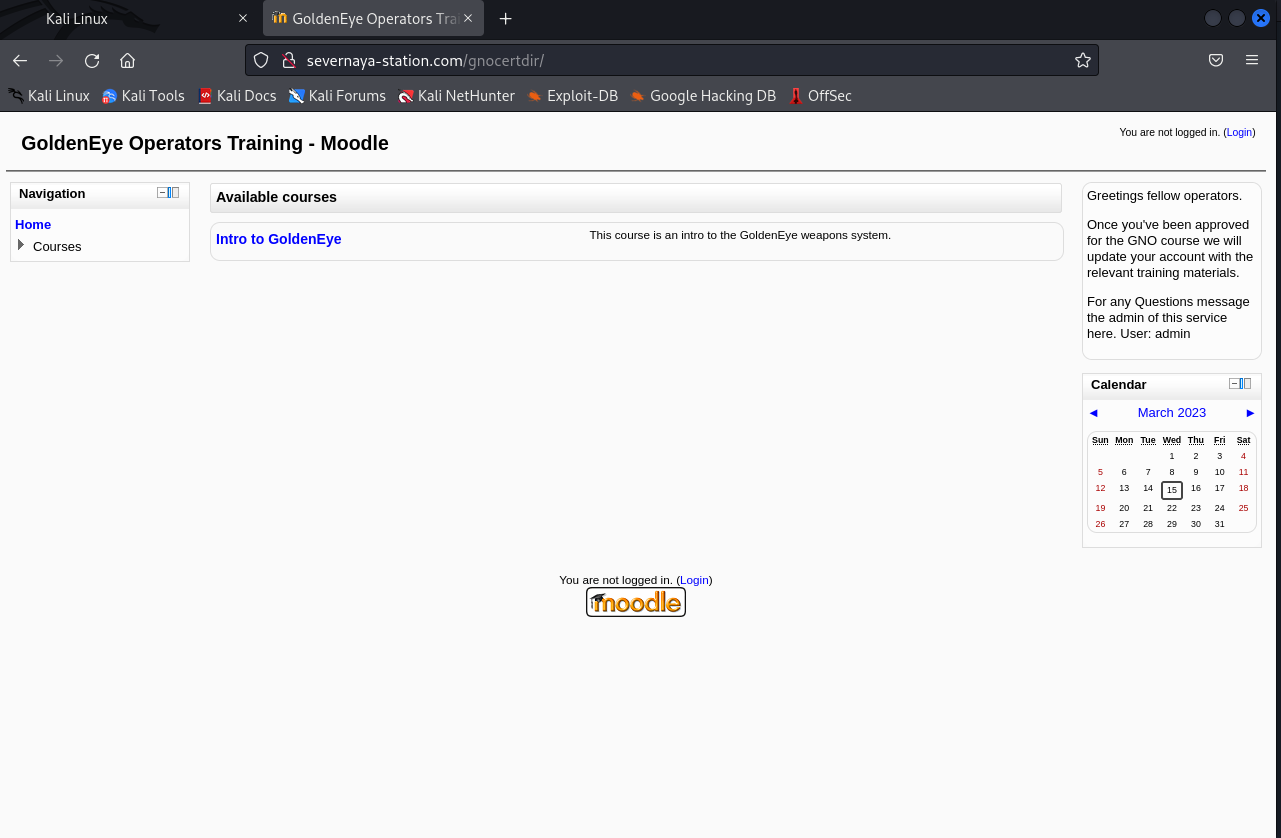 Kali Linux
GoldenEye Operators Trai
severnaya-station.com/gnocertdir/
Kali Linux Kali Tools Kali Docs Kali Forums Kali NetHunter Exploit-DB Google Hacking DB OffSec
GoldenEye Operators Training - Moodle
You are not logged in. (Login)
Navigation
Home
Courses
Available courses
Intro to GoldenEye
This course is an intro to the GoldenEye weapons system.
Greetings fellow operators.
Once you've been approved
for the GNO course we will
update your account with the
relevant training materials.
For any Questions message
the admin of this service
here. User: admin
Calendar
◄ March 2023 ►
Sun Mon Tue Wed Thu Fri Sat
1 2 3 4
5 6 7 8 9 10 11
12 13 14 15 16 17 18
19 20 21 22 23 24 25
26 27 28 29 30 31
You are not logged in. (Login)
moodle